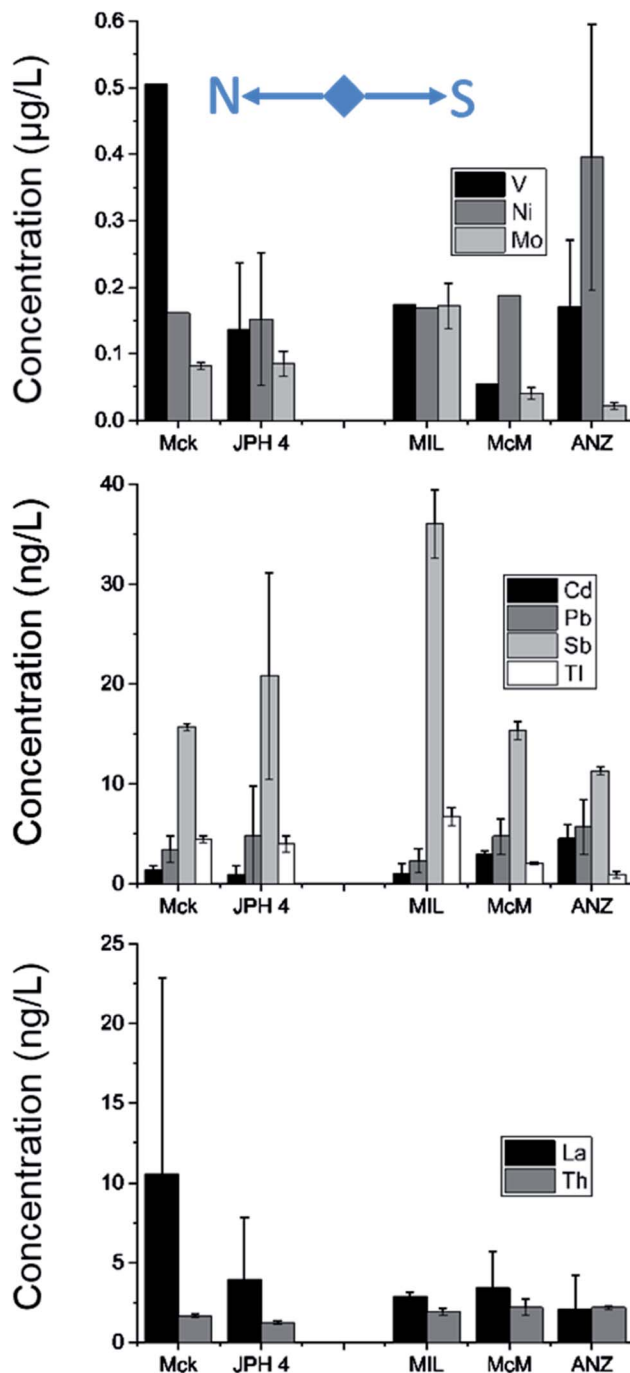 Concentration (µg/L)
0.6
0.5
0.4
0.3
0.2
0.1
0.0
N S
V
Ni
Mo
Mck JPH 4 MIL McM ANZ
Concentration (ng/L)
40
30
20
10
0
Cd
Pb
Sb
Tl
Mck JPH 4 MIL McM ANZ
Concentration (ng/L)
25
20
15
10
5
0
La
Th
Mck JPH 4 MIL McM ANZ